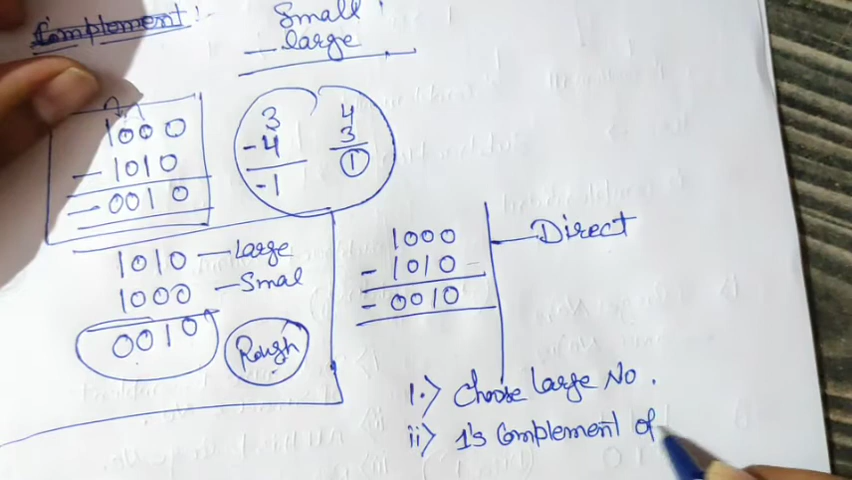 Complement!
Small!
- large
1000
- 1010
- 0010
3
- 4
- 1
4
3
1
1010 - Large
1000 - Smal
0010
Rough
1000
- 1010
- 0010
- Direct
1.> Choose large No.
ii> 1's Complement of